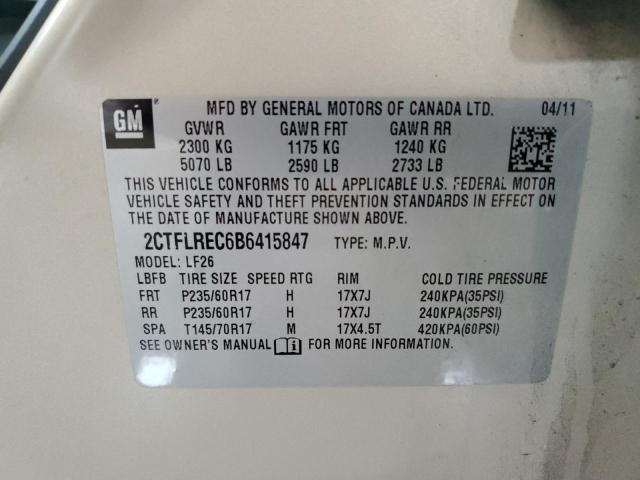 GM
MFD BY GENERAL MOTORS OF CANADA LTD. 04/11
GVWR GAWR FRT GAWR RR
2300 KG 1175 KG 1240 KG
5070 LB 2590 LB 2733 LB
THIS VEHICLE CONFORMS TO ALL APPLICABLE U.S. FEDERAL MOTOR
VEHICLE SAFETY AND THEFT PREVENTION STANDARDS IN EFFECT ON
THE DATE OF MANUFACTURE SHOWN ABOVE.
2CTFLREC6B6415847 TYPE: M.P.V.
MODEL: LF26
LBFB TIRE SIZE SPEED RTG RIM COLD TIRE PRESSURE
FRT P235/60R17 H 17X7J 240KPA(35PSI)
RR P235/60R17 H 17X7J 240KPA(35PSI)
SPA T145/70R17 M 17X4.5T 420KPA(60PSI)
SEE OWNER'S MANUAL FOR MORE INFORMATION.